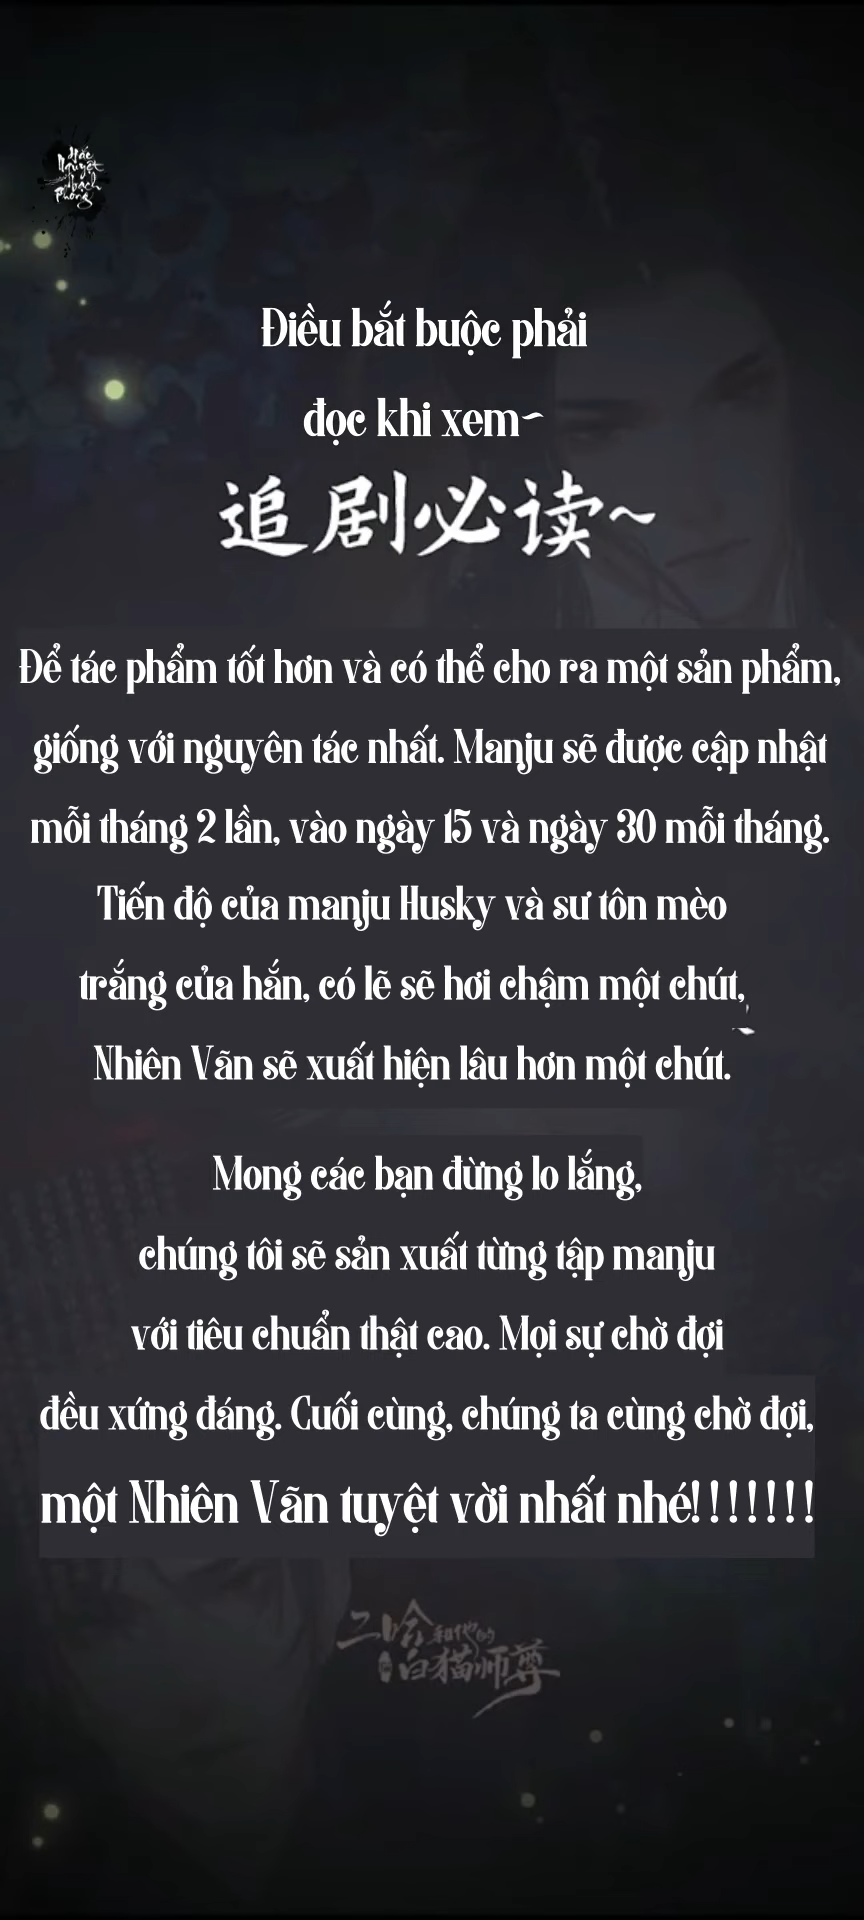 Hắc
Nguyệt
Bạch
Phong
Điều bắt buộc phải
đọc khi xem~
追剧必读~
Để tác phẩm tốt hơn và có thể cho ra một sản phẩm,
giống với nguyên tác nhất. Manju sẽ được cập nhật
mỗi tháng 2 lần, vào ngày 15 và ngày 30 mỗi tháng.
Tiến độ của manju Husky và sư tôn mèo
trắng của hắn, có lẽ sẽ hơi chậm một chút,
Nhiên Vãn sẽ xuất hiện lâu hơn một chút.
Mong các bạn đừng lo lắng,
chúng tôi sẽ sản xuất từng tập manju
với tiêu chuẩn thật cao. Mọi sự chờ đợi
đều xứng đáng. Cuối cùng, chúng ta cùng chờ đợi,
một Nhiên Vãn tuyệt vời nhất nhé!!!!!!!
二哈和他的
白猫师尊